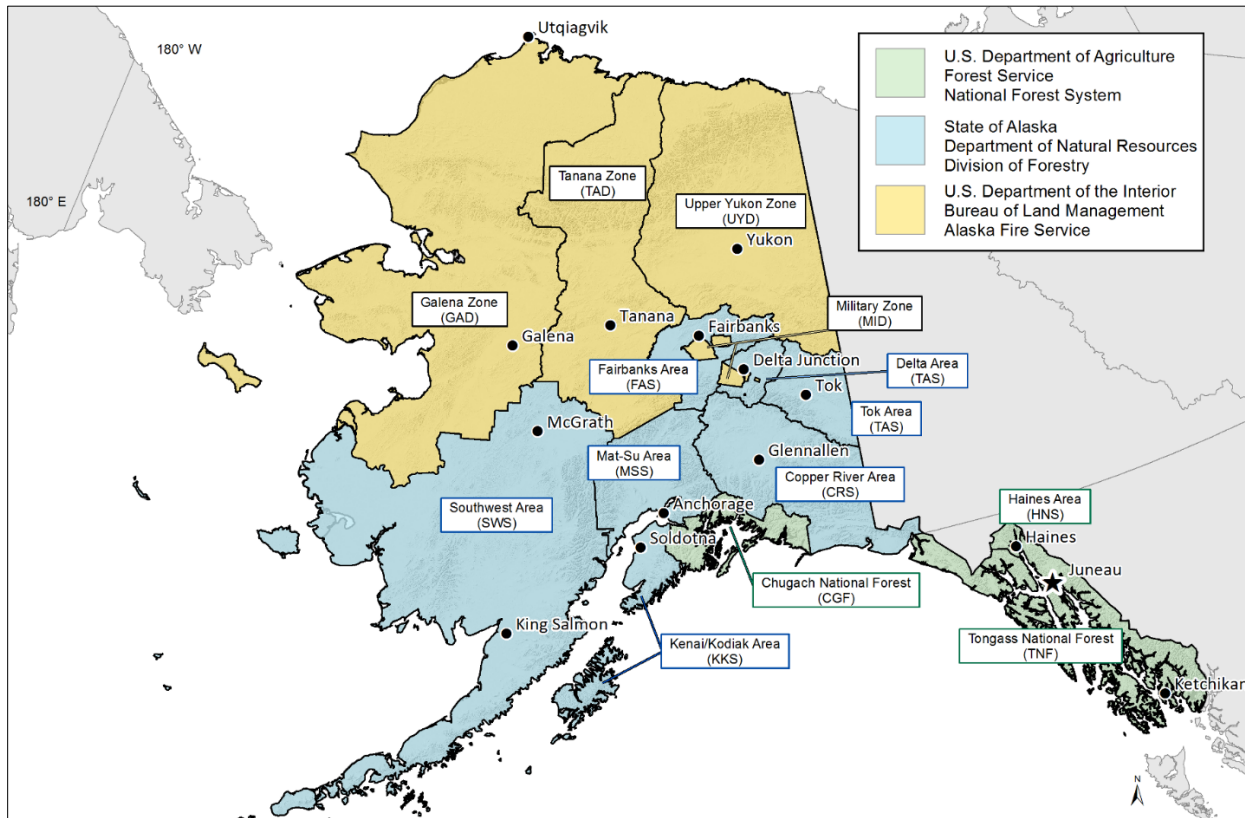 Utqiagvik
180° W
U.S. Department of Agriculture
Forest Service
National Forest System
State of Alaska
Department of Natural Resources
Division of Forestry
U.S. Department of the Interior
Bureau of Land Management
Alaska Fire Service
180° E
Tanana Zone
(TAD)
Upper Yukon Zone
(UYD)
Yukon
Galena Zone
(GAD)
Military Zone
(MID)
Tanana
Fairbanks
Galena
Delta Junction
Fairbanks Area
(FAS)
Delta Area
(TAS)
Tok
Tok Area
(TAS)
McGrath
Mat-Su Area
(MSS)
Glennallen
Copper River Area
(CRS)
Southwest Area
(SWS)
Anchorage
Haines Area
(HNS)
Soldotna
Haines
Juneau
Chugach National Forest
(CGF)
King Salmon
Kenai/Kodiak Area
(KKS)
Tongass National Forest
(TNF)
Ketchikan
N